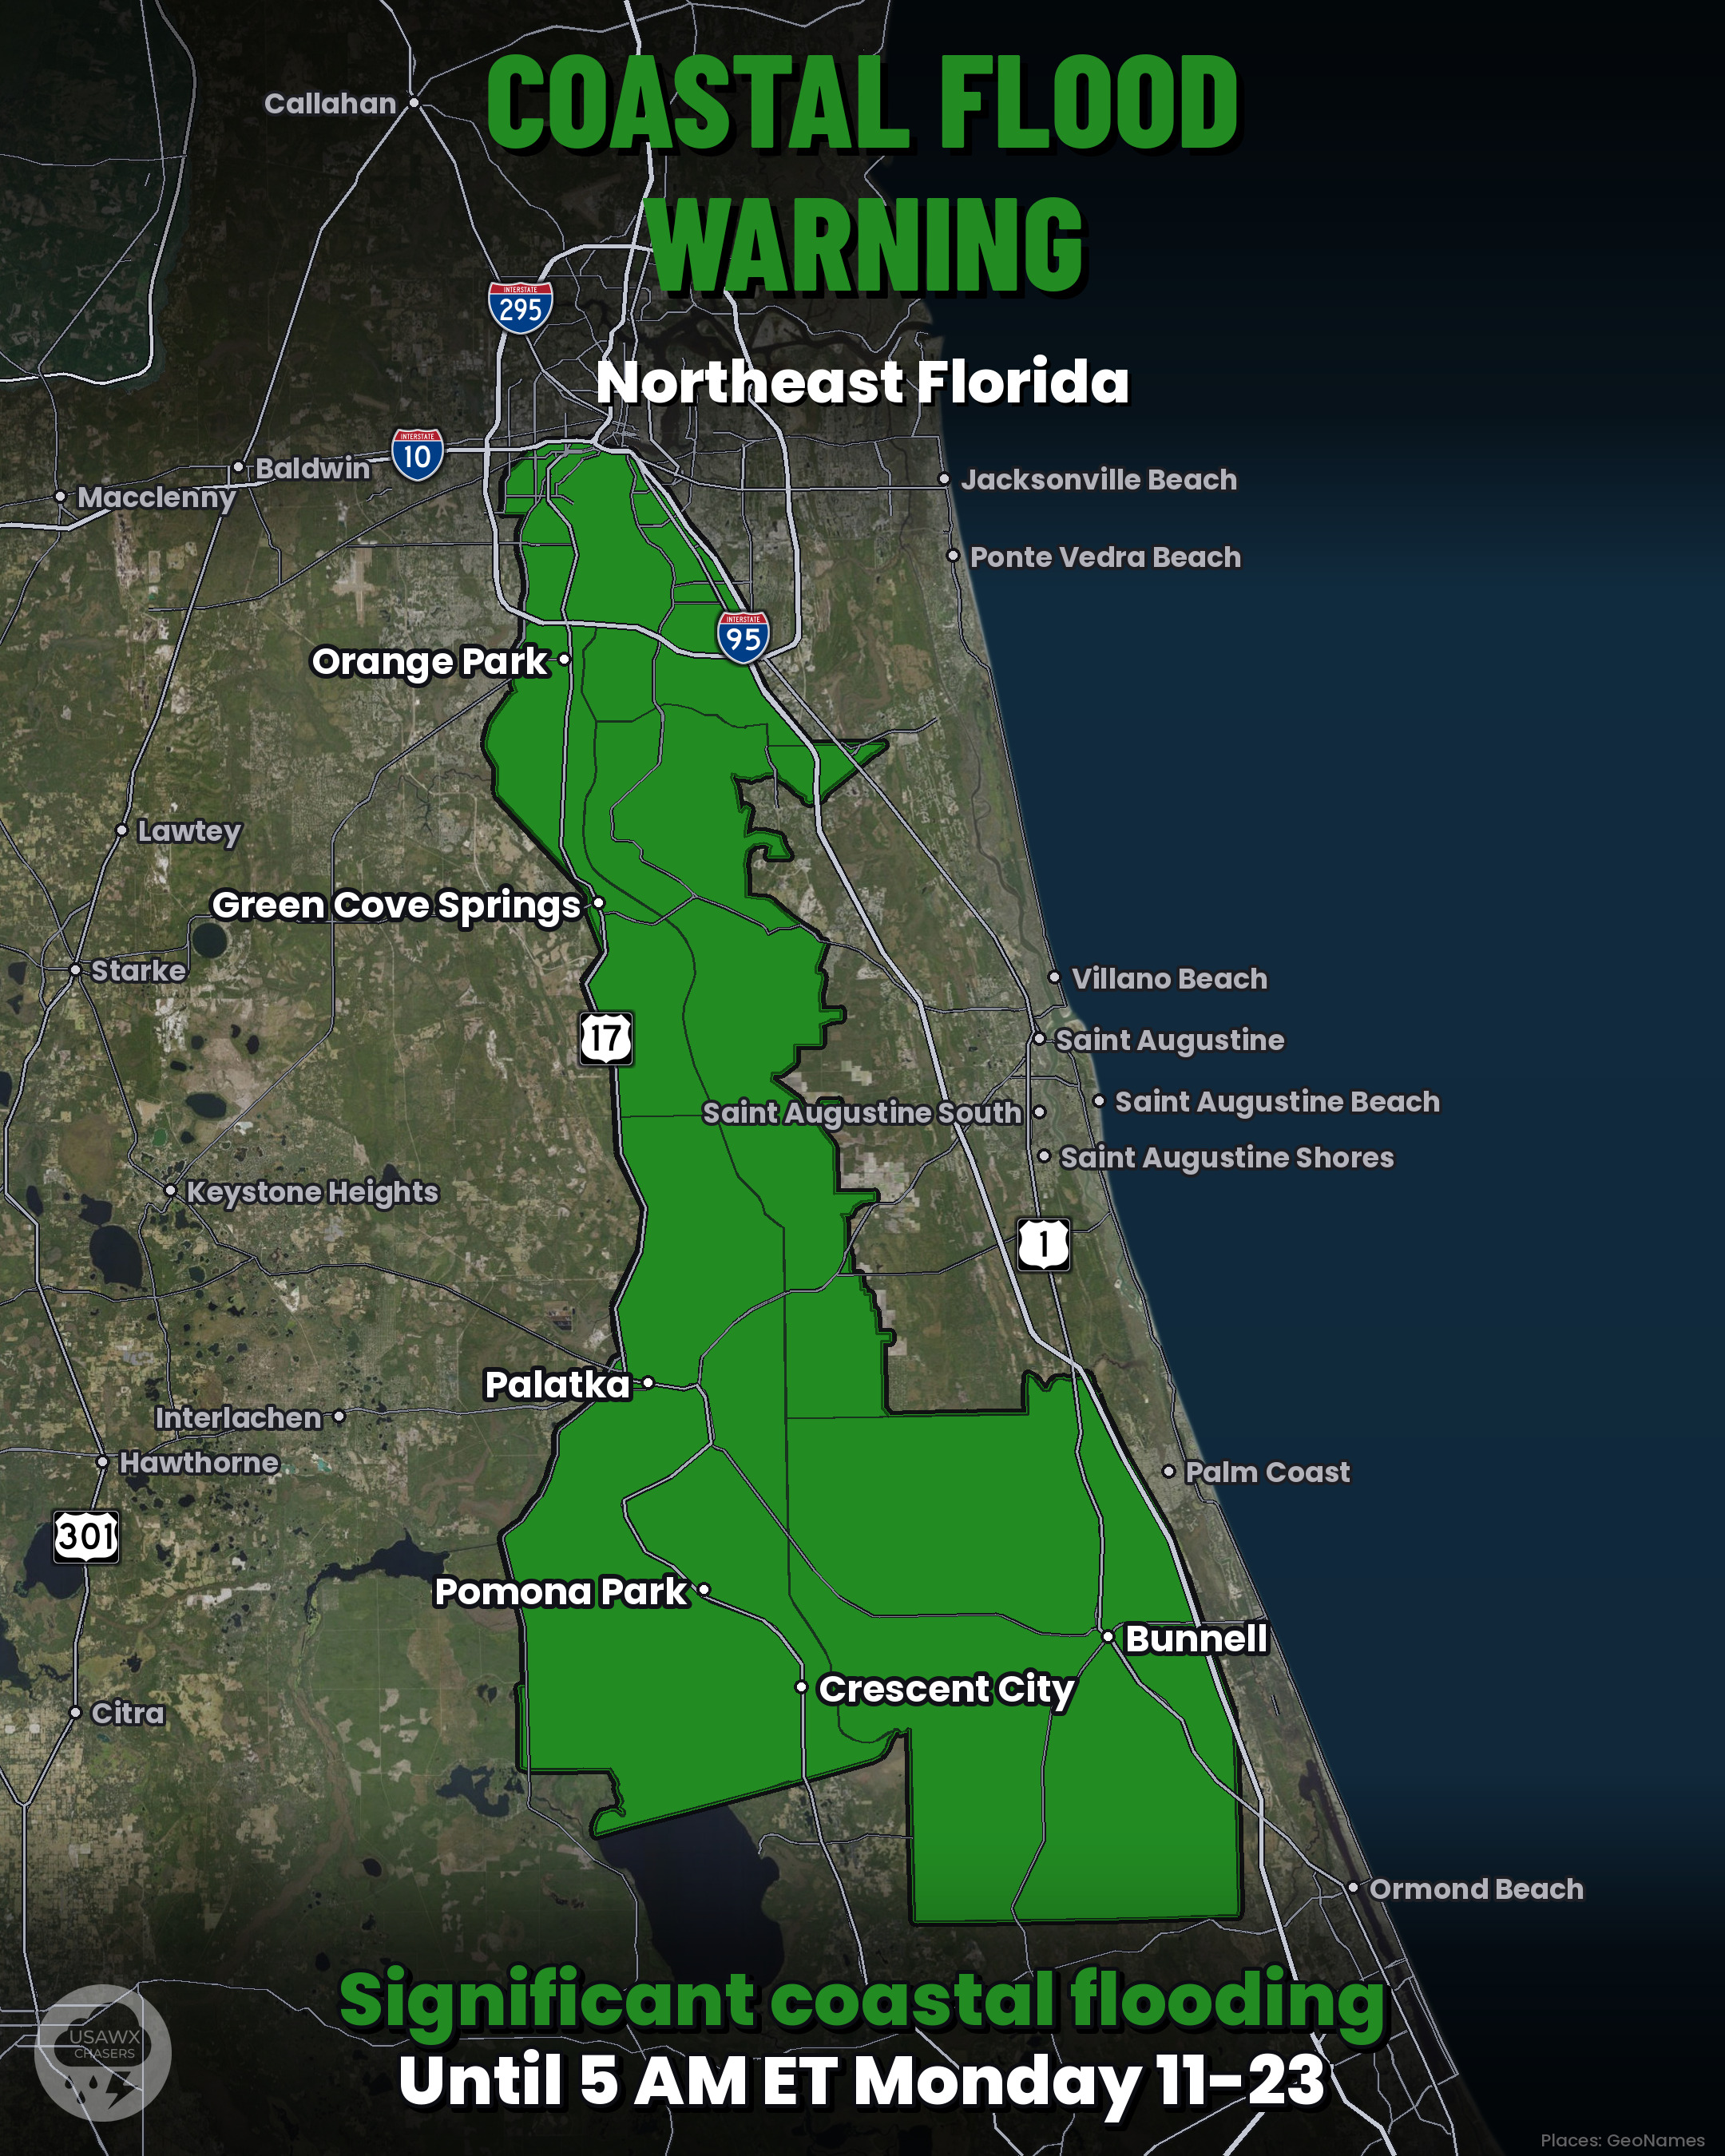 COASTAL FLOOD
WARNING
Northeast Florida
Callahan
INTERSTATE
295
INTERSTATE
10
Baldwin
Macclenny
Jacksonville Beach
Ponte Vedra Beach
INTERSTATE
95
Orange Park
Lawtey
Green Cove Springs
Starke
Villano Beach
17
Saint Augustine
Saint Augustine Beach
Saint Augustine South
Saint Augustine Shores
Keystone Heights
1
Palatka
Interlachen
Hawthorne
Palm Coast
301
Pomona Park
Bunnell
Crescent City
Citra
Ormond Beach
Significant coastal flooding
Until 5 AM ET Monday 11-23
USAWX
CHASERS
Places: GeoNames